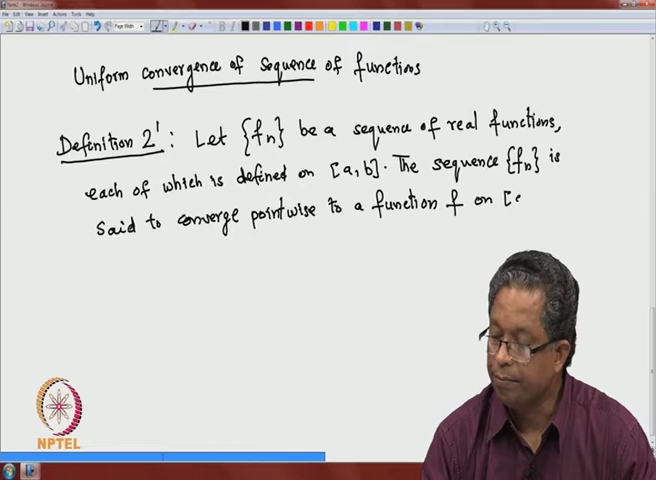 Uniform convergence of sequence of functions
Definition 2': Let {fn} be a sequence of real functions,
each of which is defined on [a, b]. The sequence {fn} is
said to converge pointwise to a function f on [
NPTEL